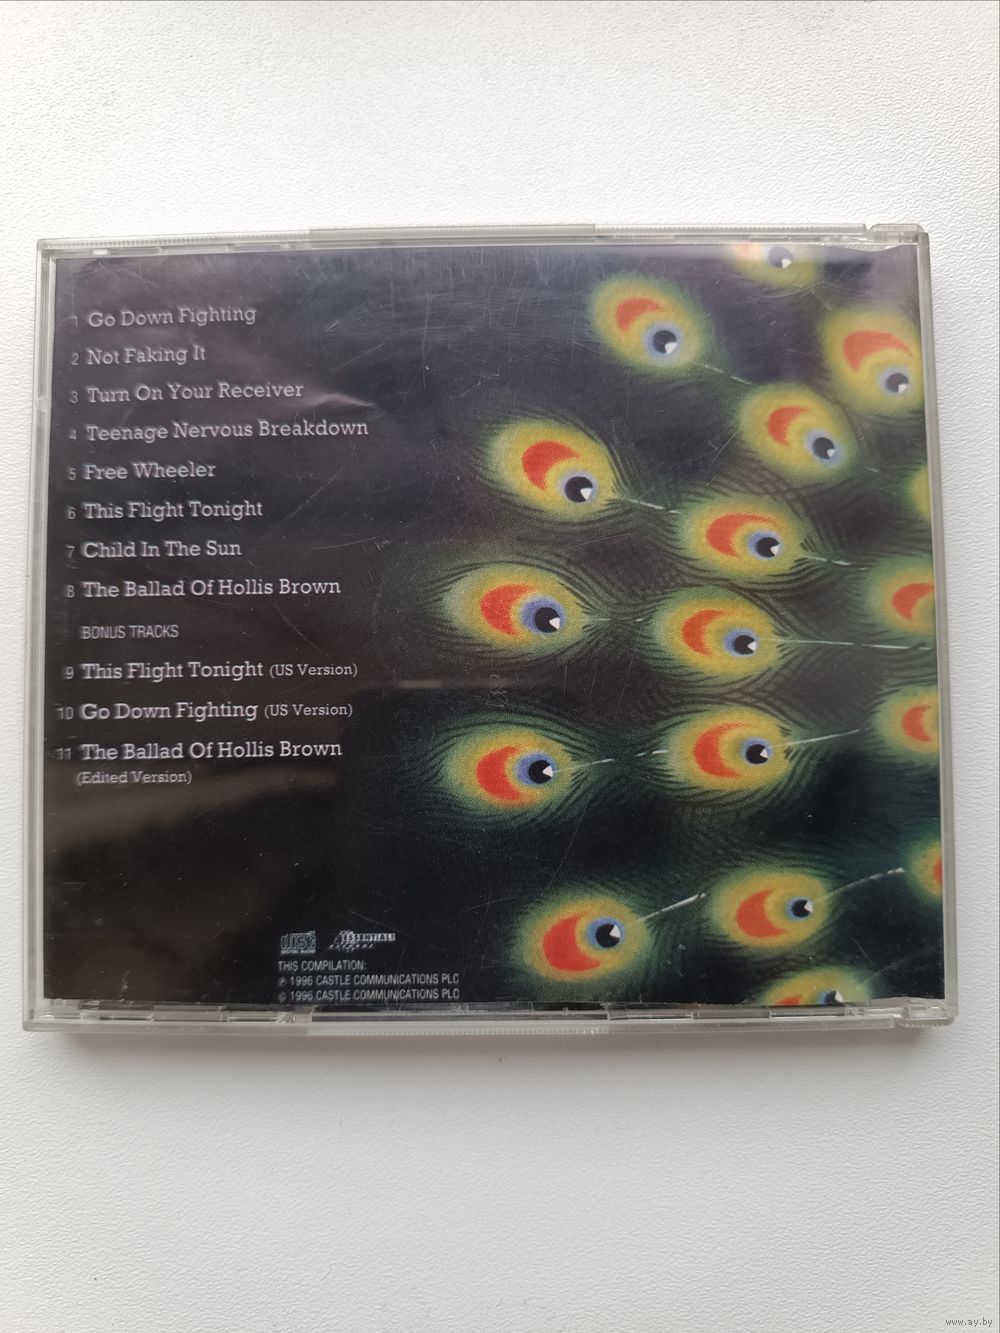 1 Go Down Fighting
2 Not Faking It
3 Turn On Your Receiver
4 Teenage Nervous Breakdown
5 Free Wheeler
6 This Flight Tonight
7 Child In The Sun
8 The Ballad Of Hollis Brown
BONUS TRACKS
9 This Flight Tonight (US Version)
10 Go Down Fighting (US Version)
11 The Ballad Of Hollis Brown
(Edited Version)
disc ESSENTIAL!
THIS COMPILATION:
℗ 1996 CASTLE COMMUNICATIONS PLC
© 1996 CASTLE COMMUNICATIONS PLC
www.ay.by